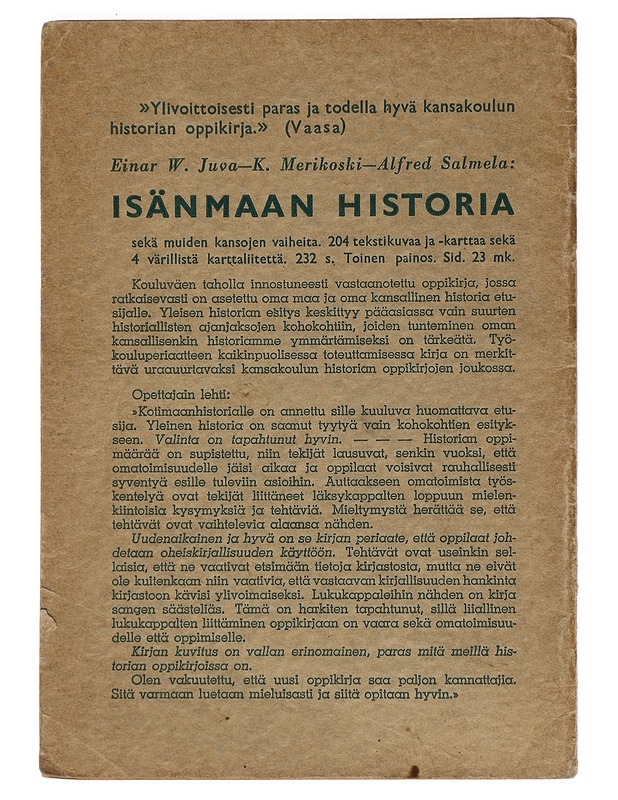 »Ylivoittoisesti paras ja todella hyvä kansakoulun
historian oppikirja.» (Vaasa)
Einar W. Juva—K. Merikoski—Alfred Salmela:
ISÄNMAAN HISTORIA
sekä muiden kansojen vaiheita. 204 tekstikuvaa ja -karttaa sekä
4 värillistä karttaliitettä. 232 s. Toinen painos. Sid. 23 mk.
Kouluväen taholla innostuneesti vastaanotettu oppikirja, jossa
ratkaisevasti on asetettu oma maa ja oma kansallinen historia etu-
sijalle. Yleisen historian esitys keskittyy pääasiassa vain suurten
historiallisten ajanjaksojen kohokohtiin, joiden tunteminen oman
kansallisenkin historiamme ymmärtämiseksi on tärkeätä. Työ-
kouluperiaatteen kaikinpuolisessa toteuttamisessa kirja on merkit-
tävä uraauurtavaksi kansakoulun historian oppikirjojen joukossa.
Opettajain lehti:
»Kotimaanhistorialle on annettu sille kuuluva huomattava etu-
sija. Yleinen historia on saanut tyytyä vain kohokohtien esityk-
seen. Valinta on tapahtunut hyvin. — — — Historian oppi-
määrää on supistettu, niin tekijät lausuvat, senkin vuoksi, että
omatoimisuudelle jäisi aikaa ja oppilaat voisivat rauhallisesti
syventyä esille tuleviin asioihin. Auttaakseen omatoimista työs-
kentelyä ovat tekijät liittäneet läksykappalten loppuun mielen-
kiintoisia kysymyksiä ja tehtäviä. Mieltymystä herättää se, että
tehtävät ovat vaihtelevia alaansa nähden.
Uudenaikainen ja hyvä on se kirjan periaate, että oppilaat joh-
detaan oheiskirjallisuuden käyttöön. Tehtävät ovat useinkin sel-
laisia, että ne vaativat etsimään tietoja kirjastosta, mutta ne eivät
ole kuitenkaan niin vaativia, että vastaavan kirjallisuuden hankinta
kirjastoon kävisi ylivoimaiseksi. Lukukappaleihin nähden on kirja
sangen säästeliäs. Tämä on harkiten tapahtunut, sillä liiallinen
lukukappalten liittäminen oppikirjaan on vaara sekä omatoimisuu-
delle että oppimiselle.
Kirjan kuvitus on vallan erinomainen, paras mitä meillä his-
torian oppikirjoissa on.
Olen vakuutettu, että uusi oppikirja saa paljon kannattajia.
Sitä varmaan luetaan mieluisasti ja siitä opitaan hyvin.»